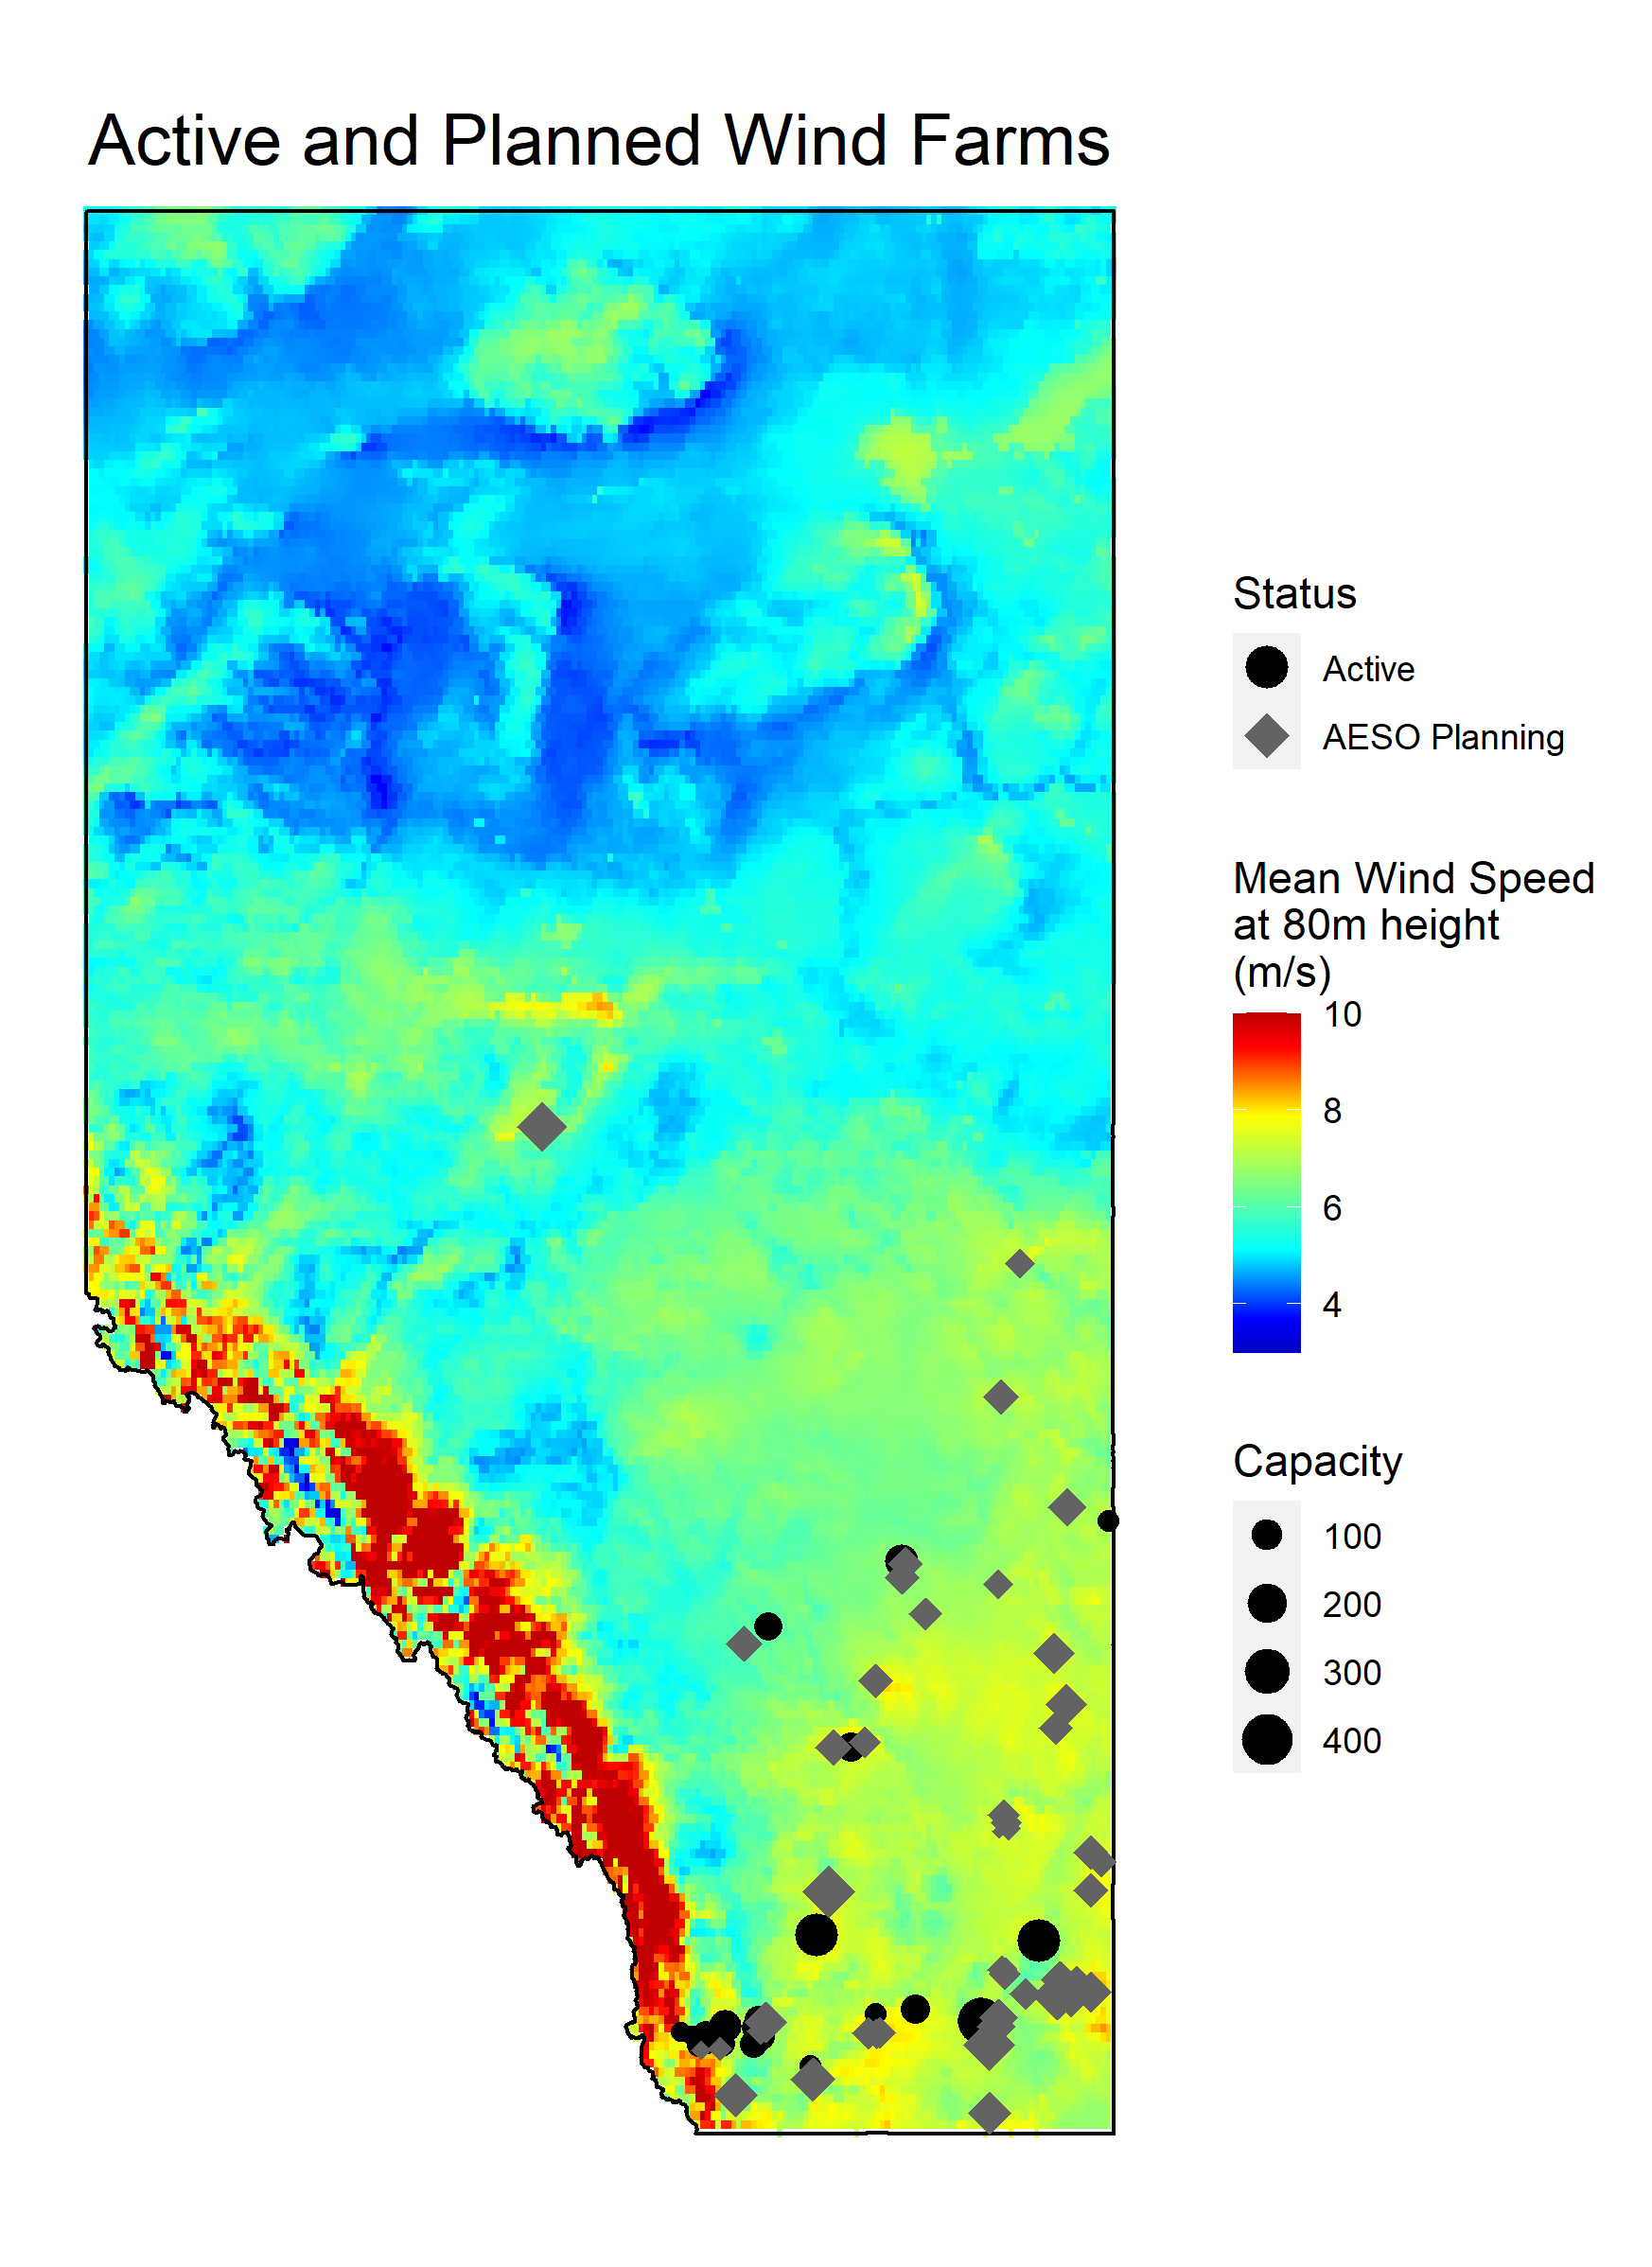 Active and Planned Wind Farms
Status
Active
AESO Planning
Mean Wind Speed
at 80m height
(m/s)
10
8
6
4
Capacity
100
200
300
400